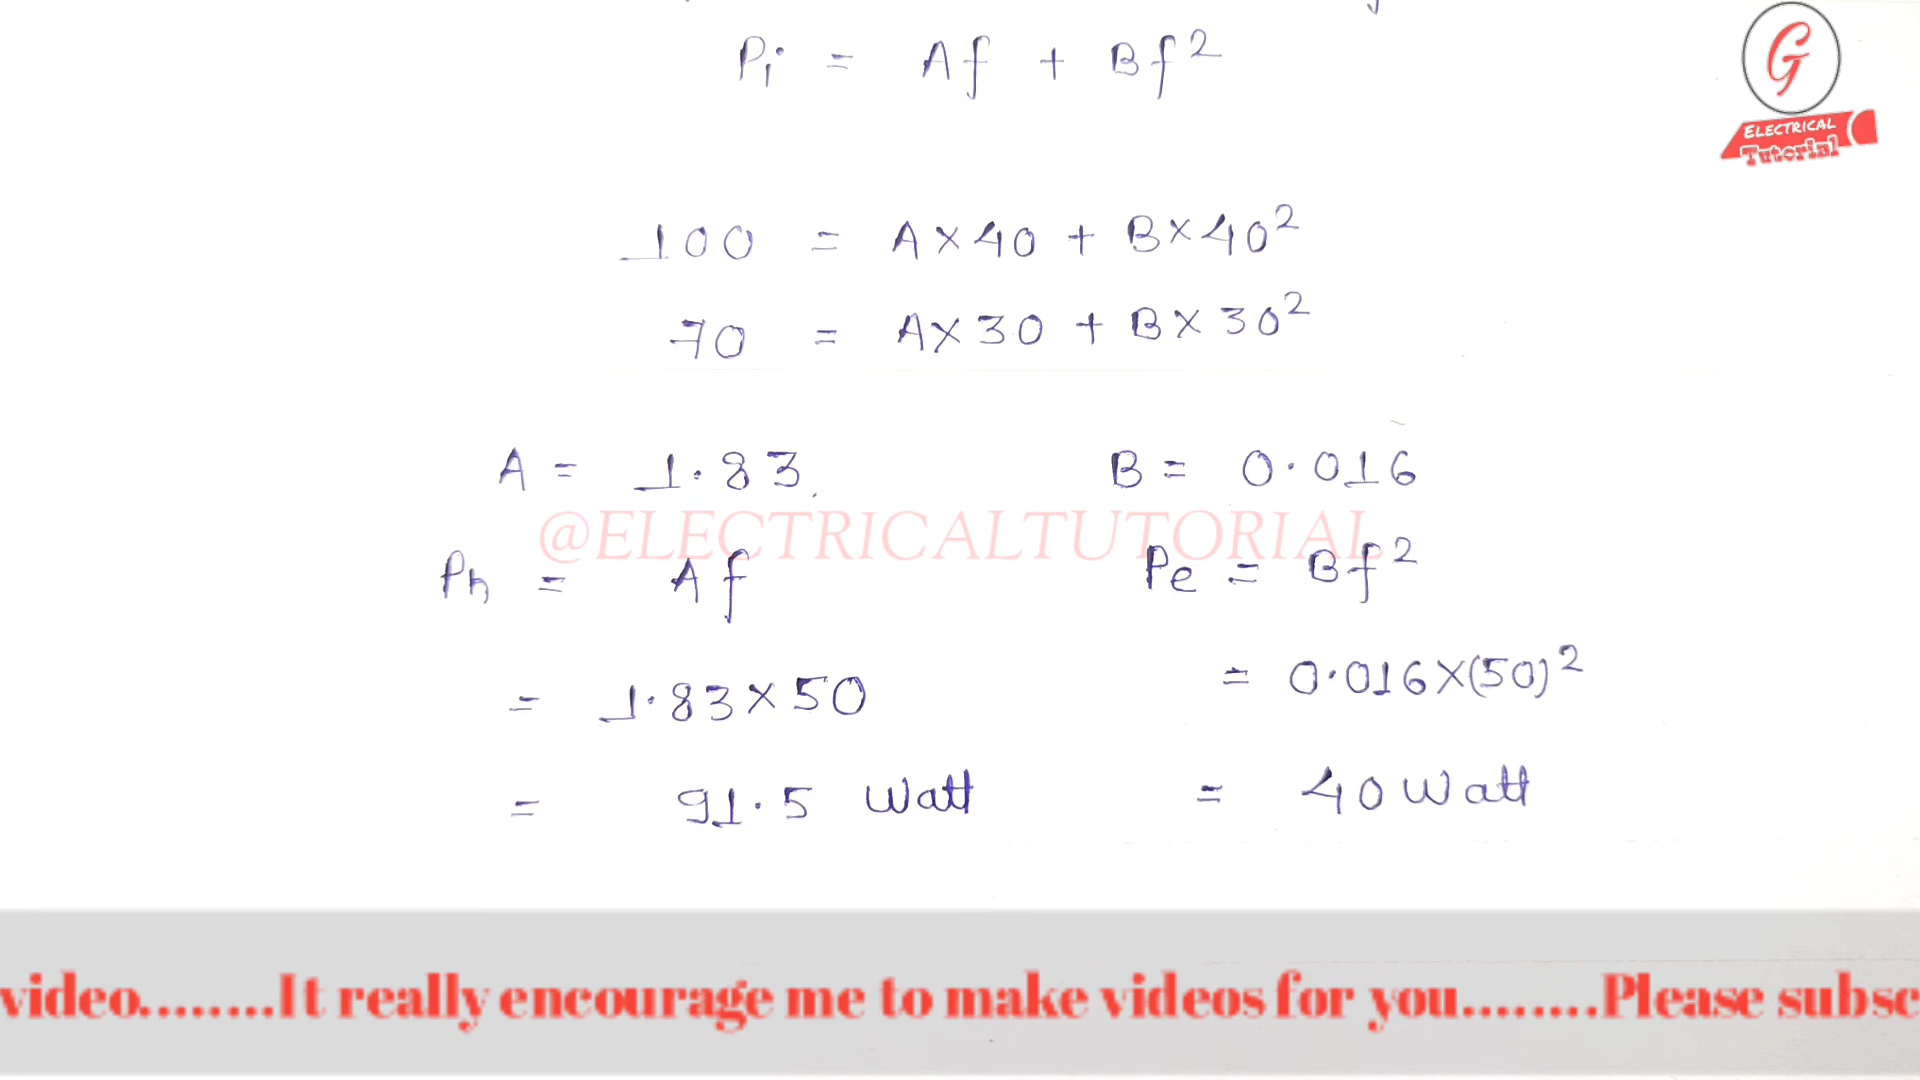 Pi = Af + Bf²
G
ELECTRICAL
Tutorial
100 = A×40 + B×40²
70 = A×30 + B×30²
A = 1.83 B = 0.016
@ELECTRICALTUTORIAL
Ph = Af Pe = Bf²
= 1.83×50 = 0.016×(50)²
= 91.5 Watt = 40 Watt
video........It really encourage me to make videos for you........Please subsc